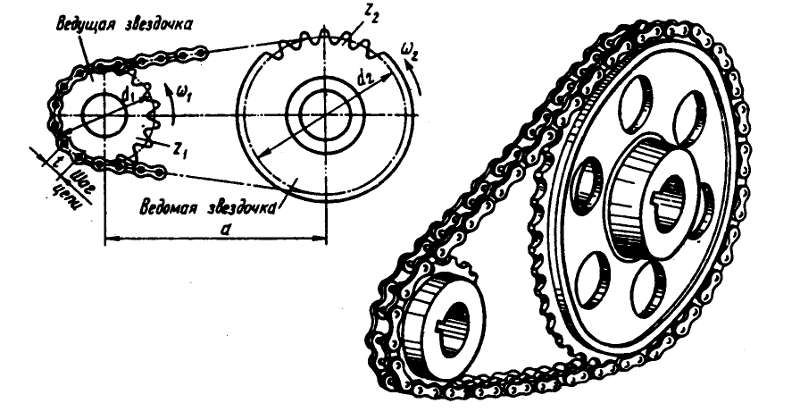 Ведущая звездочка
z₂
d₂
ω₂
d₁
ω₁
z₁
t
Шаг
цепи
Ведомая звездочка
a